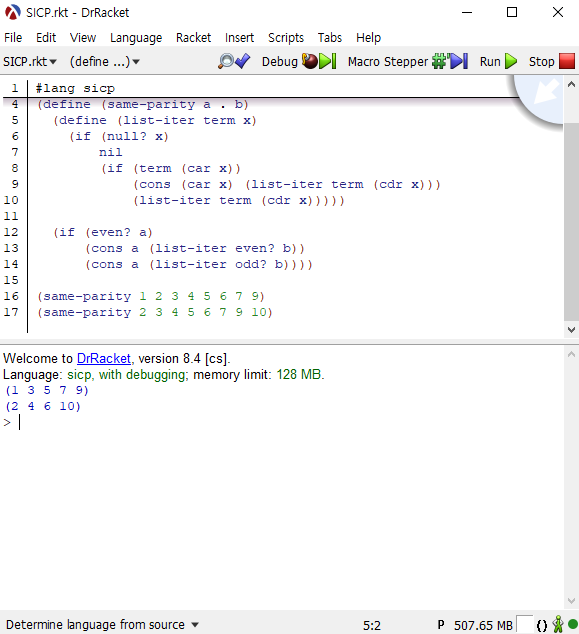 SICP.rkt - DrRacket
File Edit View Language Racket Insert Scripts Tabs Help
SICP.rkt▾ (define ...)▾ Debug Macro Stepper Run Stop
1 #lang sicp
4 (define (same-parity a . b)
5   (define (list-iter term x)
6     (if (null? x)
7         nil
8         (if (term (car x))
9             (cons (car x) (list-iter term (cdr x)))
10             (list-iter term (cdr x)))))
11
12   (if (even? a)
13       (cons a (list-iter even? b))
14       (cons a (list-iter odd? b))))
15
16 (same-parity 1 2 3 4 5 6 7 9)
17 (same-parity 2 3 4 5 6 7 9 10)
Welcome to DrRacket, version 8.4 [cs].
Language: sicp, with debugging; memory limit: 128 MB.
(1 3 5 7 9)
(2 4 6 10)
>
Determine language from source ▾ 5:2 P 507.65 MB ()